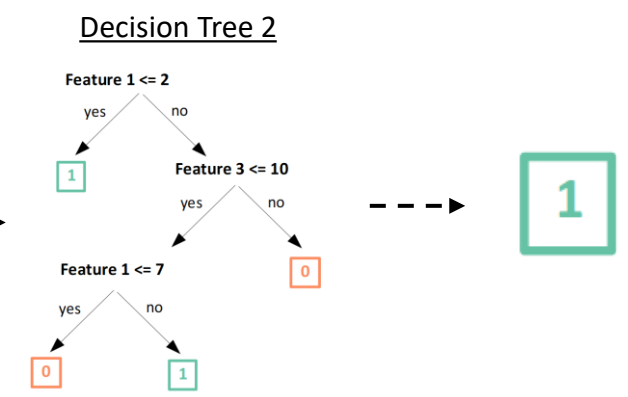 Decision Tree 2
Feature 1 <= 2
yes
no
1
Feature 3 <= 10
1
yes
no
Feature 1 <= 7
0
yes
no
0
1